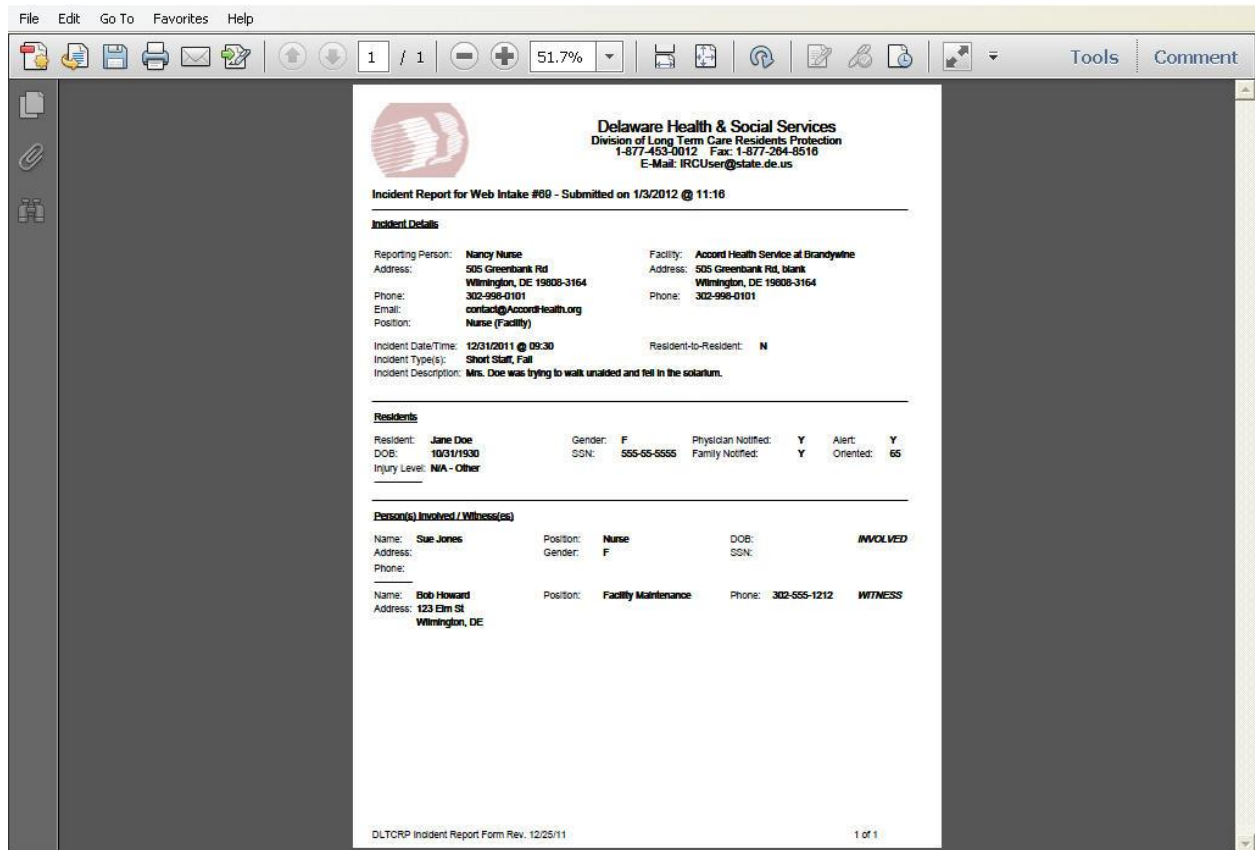 File Edit Go To Favorites Help
1 / 1 51.7% Tools Comment
Delaware Health & Social Services
Division of Long Term Care Residents Protection
1-877-453-0012 Fax: 1-877-264-8516
E-Mail: IRCUser@state.de.us
Incident Report for Web Intake #69 - Submitted on 1/3/2012 @ 11:16
Incident Details
Reporting Person: Nancy Nurse Facility: Accord Health Service at Brandywine
Address: 505 Greenbank Rd Address: 505 Greenbank Rd, blank
Wilmington, DE 19808-3164 Wilmington, DE 19808-3164
Phone: 302-998-0101 Phone: 302-998-0101
Email: contact@AccordHealth.org
Position: Nurse (Facility)
Incident Date/Time: 12/31/2011 @ 09:30 Resident-to-Resident: N
Incident Type(s): Short Staff, Fall
Incident Description: Mrs. Doe was trying to walk unaided and fell in the solarium.
Residents
Resident: Jane Doe Gender: F Physician Notified: Y Alert: Y
DOB: 10/31/1930 SSN: 555-55-5555 Family Notified: Y Oriented: 65
Injury Level: N/A - Other
Person(s) Involved / Witness(es)
Name: Sue Jones Position: Nurse DOB: INVOLVED
Address: Gender: F SSN:
Phone:
Name: Bob Howard Position: Facility Maintenance Phone: 302-555-1212 WITNESS
Address: 123 Elm St
Wilmington, DE
DLTCRP Incident Report Form Rev. 12/25/11 1 of 1